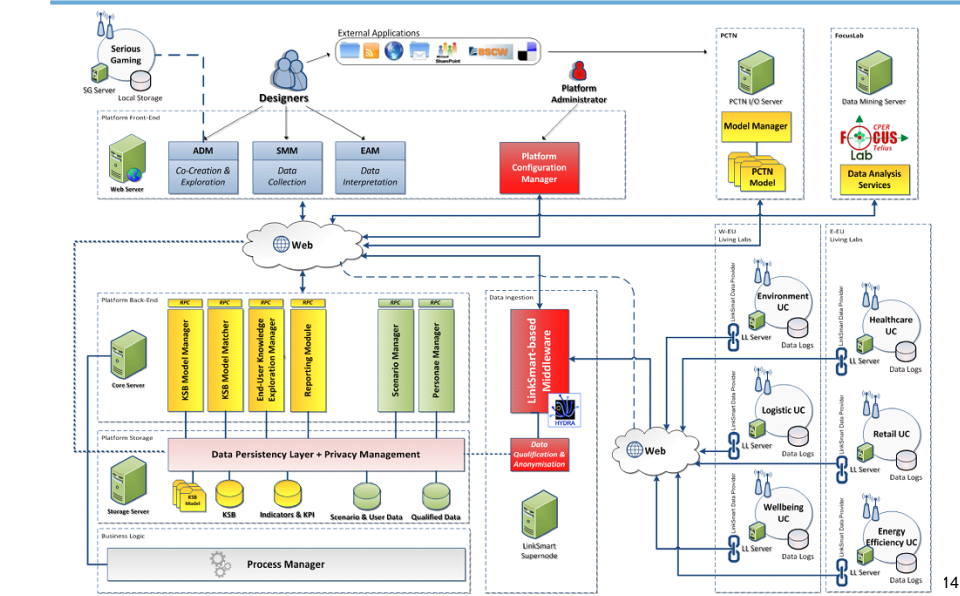 External Applications
Serious
Gaming
SG Server
Local Storage
Designers
SharePoint
BSCW
Platform
Administrator
PCTN
PCTN I/O Server
Model Manager
PCTN
Model
FocusLab
Data Mining Server
CPER
FOCUS
Telius
Lab
Data Analysis
Services
Platform Front-End
Web Server
ADM
Co-Creation &
Exploration
SMM
Data
Collection
EAM
Data
Interpretation
Platform
Configuration
Manager
Web
W-EU
Living Labs
E-EU
Living Labs
Platform Back-End
Core Server
RPC
KSB Model Manager
RPC
KSB Model Matcher
RPC
End-User Knowledge
Exploration Manager
RPC
Reporting Module
RPC
Scenario Manager
RPC
Personae Manager
Data Ingestion
LinkSmart-based
Middleware
HYDRA
Data
Qualification &
Anonymisation
LinkSmart
Supernode
Platform Storage
Storage Server
Data Persistency Layer + Privacy Management
KSB
Model
KSB
Indicators & KPI
Scenario & User Data
Qualified Data
Business Logic
Process Manager
Web
LinkSmart Data Provider
Environment
UC
LL Server
Data Logs
LinkSmart Data Provider
Healthcare
UC
LL Server
Data Logs
LinkSmart Data Provider
Logistic UC
LL Server
Data Logs
LinkSmart Data Provider
Retail UC
LL Server
Data Logs
LinkSmart Data Provider
Wellbeing
UC
LL Server
Data Logs
LinkSmart Data Provider
Energy
Efficiency UC
LL Server
Data Logs
14